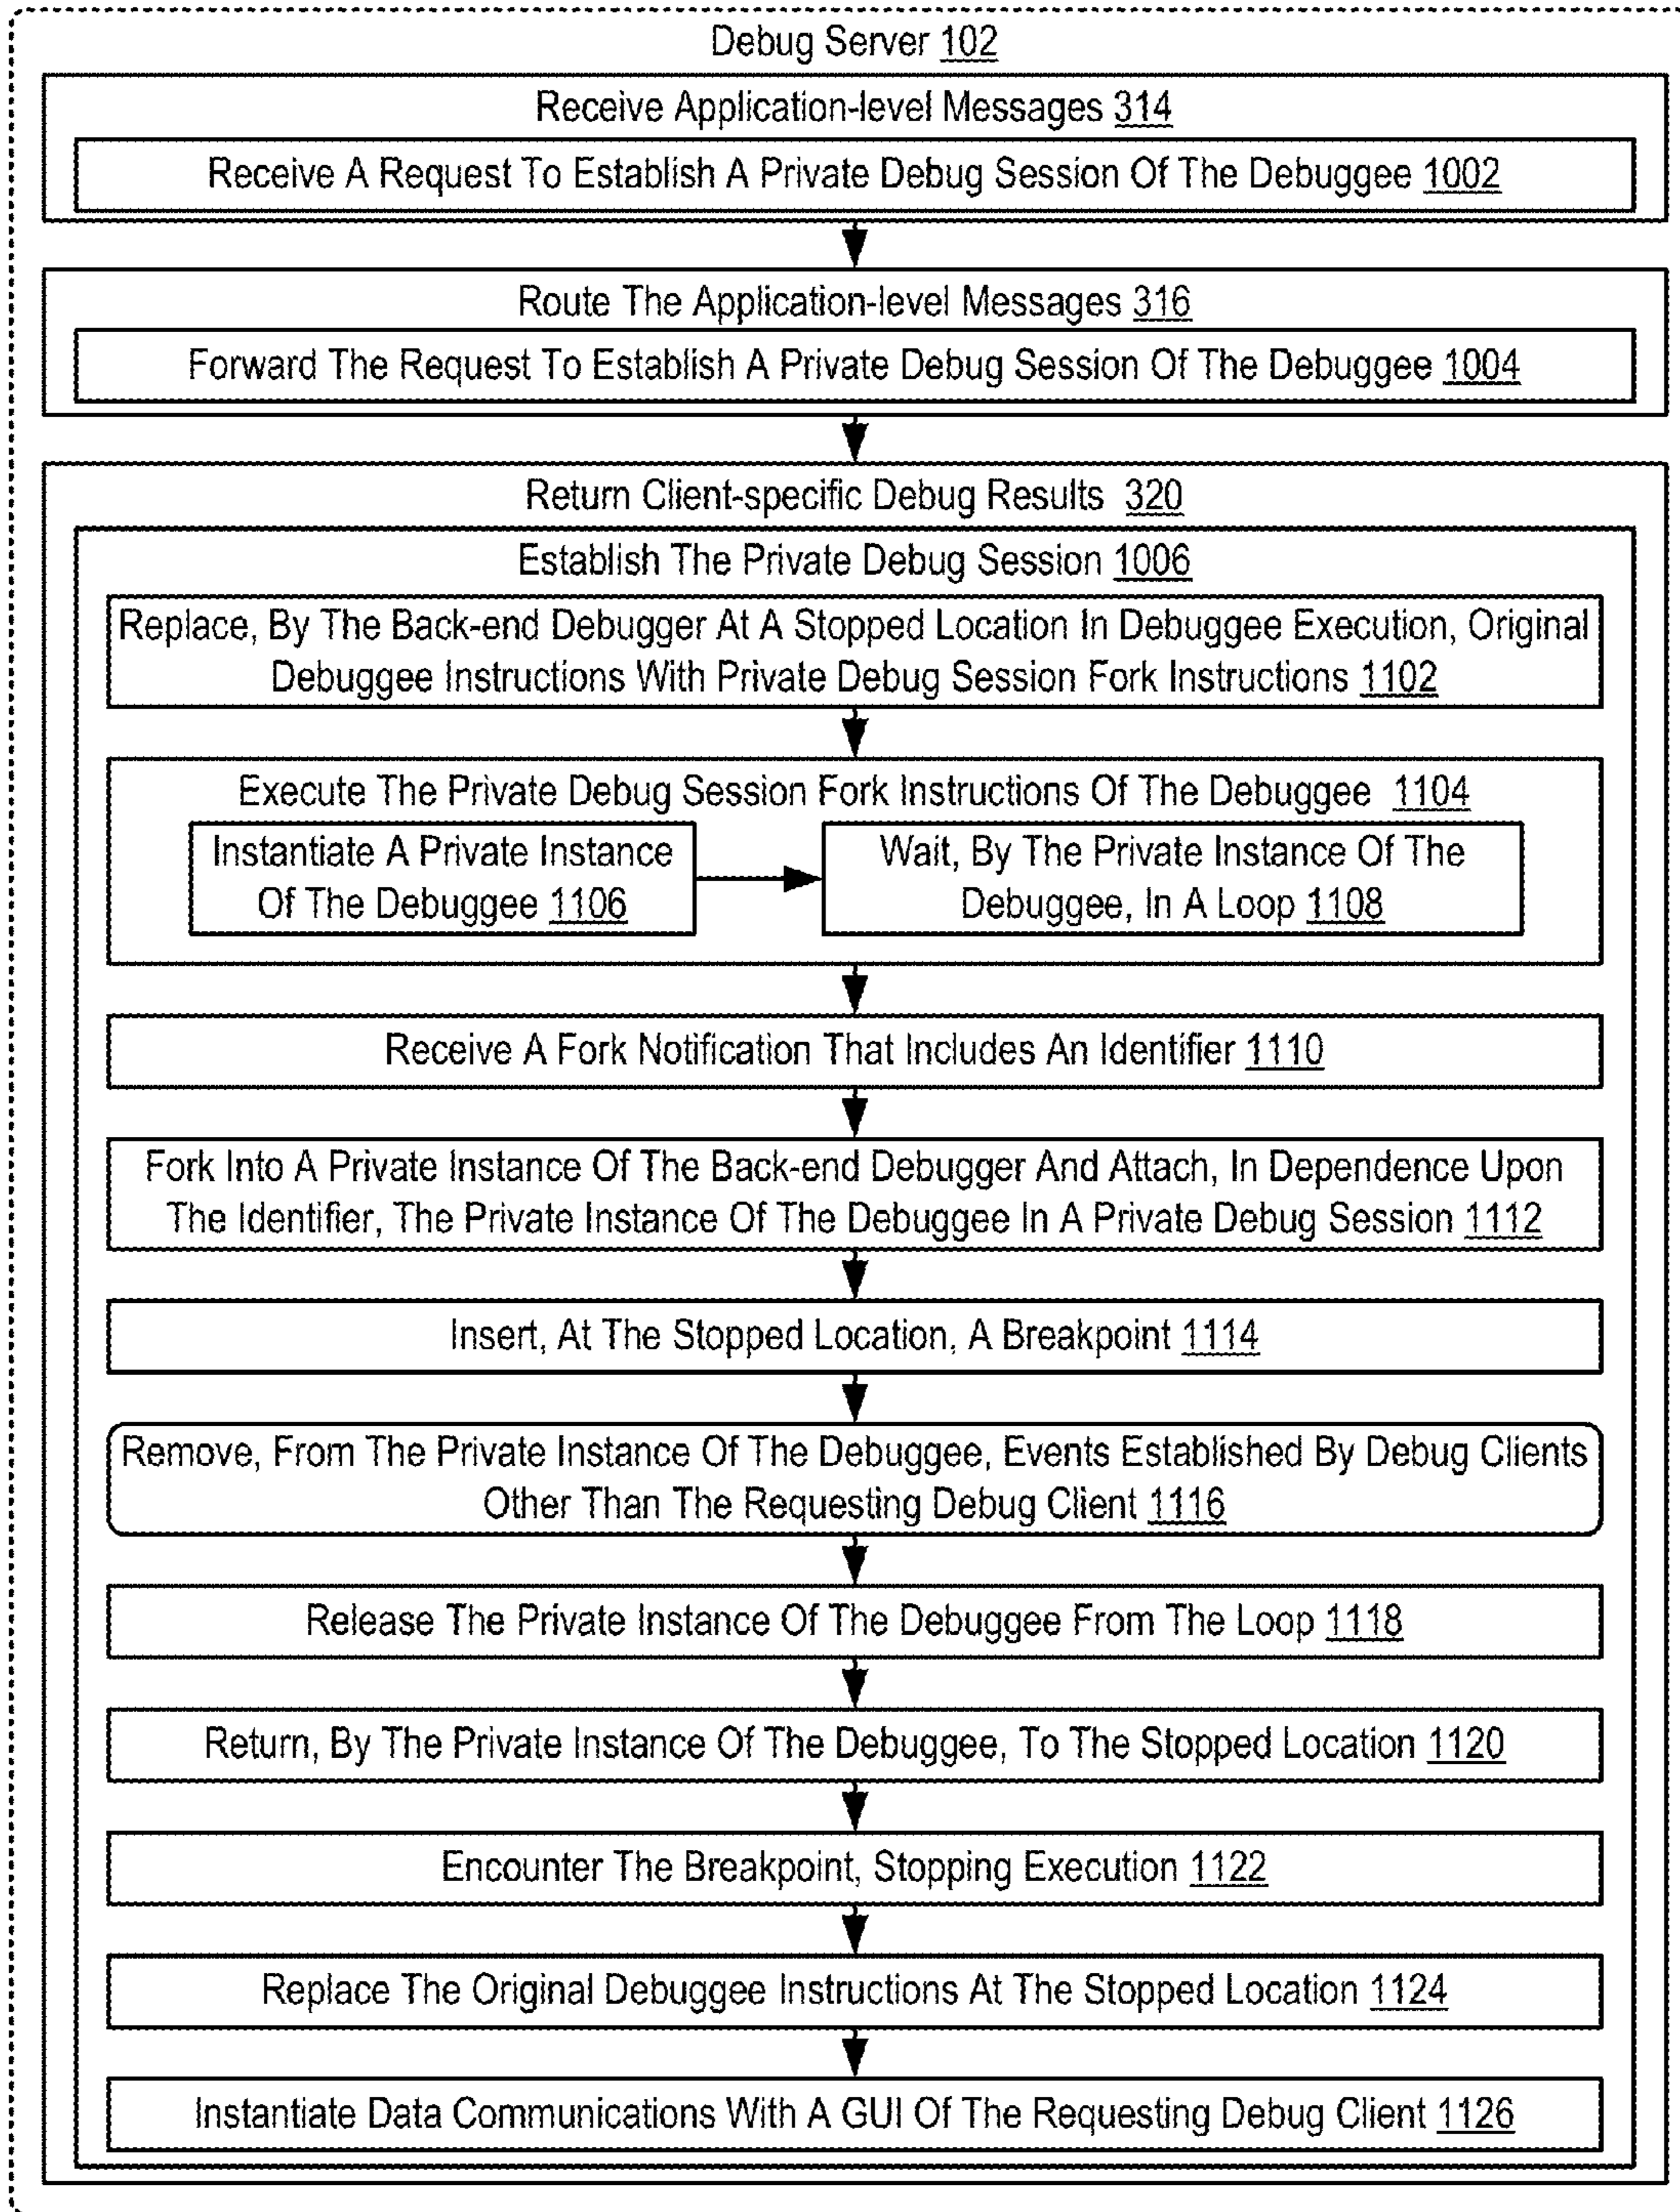 Debug Server 102
Receive Application-level Messages 314
Receive A Request To Establish A Private Debug Session Of The Debuggee 1002
Route The Application-level Messages 316
Forward The Request To Establish A Private Debug Session Of The Debuggee 1004
Return Client-specific Debug Results 320
Establish The Private Debug Session 1006
Replace, By The Back-end Debugger At A Stopped Location In Debuggee Execution, Original
Debuggee Instructions With Private Debug Session Fork Instructions 1102
Execute The Private Debug Session Fork Instructions Of The Debuggee 1104
Instantiate A Private Instance
Of The Debuggee 1106
Wait, By The Private Instance Of The
Debuggee, In A Loop 1108
Receive A Fork Notification That Includes An Identifier 1110
Fork Into A Private Instance Of The Back-end Debugger And Attach, In Dependence Upon
The Identifier, The Private Instance Of The Debuggee In A Private Debug Session 1112
Insert, At The Stopped Location, A Breakpoint 1114
Remove, From The Private Instance Of The Debuggee, Events Established By Debug Clients
Other Than The Requesting Debug Client 1116
Release The Private Instance Of The Debuggee From The Loop 1118
Return, By The Private Instance Of The Debuggee, To The Stopped Location 1120
Encounter The Breakpoint, Stopping Execution 1122
Replace The Original Debuggee Instructions At The Stopped Location 1124
Instantiate Data Communications With A GUI Of The Requesting Debug Client 1126